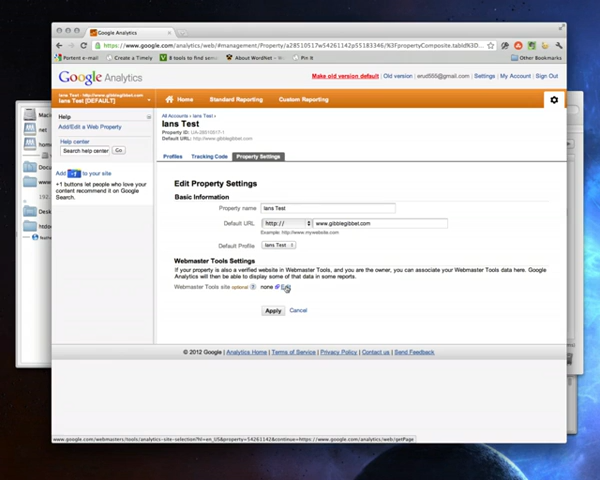 Google Analytics
https://www.google.com/analytics/web/#management/Property/a28510517w54261142p55183346/%3FpropertyComposite.tabId%3D
Portent e-mail
Create a Timely
8 tools to find send
About WordNet - W
Pin It
Other Bookmarks
Google Analytics
Make old version default | Old version | Settings | My Account | Sign Out
Ians Test [DEFAULT]
Home
Standard Reporting
Custom Reporting
Help
Add/Edit a Web Property
Help center
Search help center
Go
Add +1 to your site
+1 buttons let people who love your
content recommend it on Google
Search.
All Accounts › Ians Test ›
Ians Test
Default URL: http://www.gibblegibbet.com
Profiles
Tracking Code
Property Settings
Edit Property Settings
Basic Information
Property name
Ians Test
Default URL
http://
www.gibblegibbet.com
Example: http://www.mywebsite.com
Default Profile
Ians Test
Webmaster Tools Settings
If your property is also a verified website in Webmaster Tools, and you are the owner, you can associate your Webmaster Tools data here. Google
Analytics will then be able to display some of that data in some reports.
Webmaster Tools site optional ? none Edit
Apply
Cancel
© 2012 Google | Analytics Home | Terms of Service | Privacy Policy | Contact us | Send Feedback